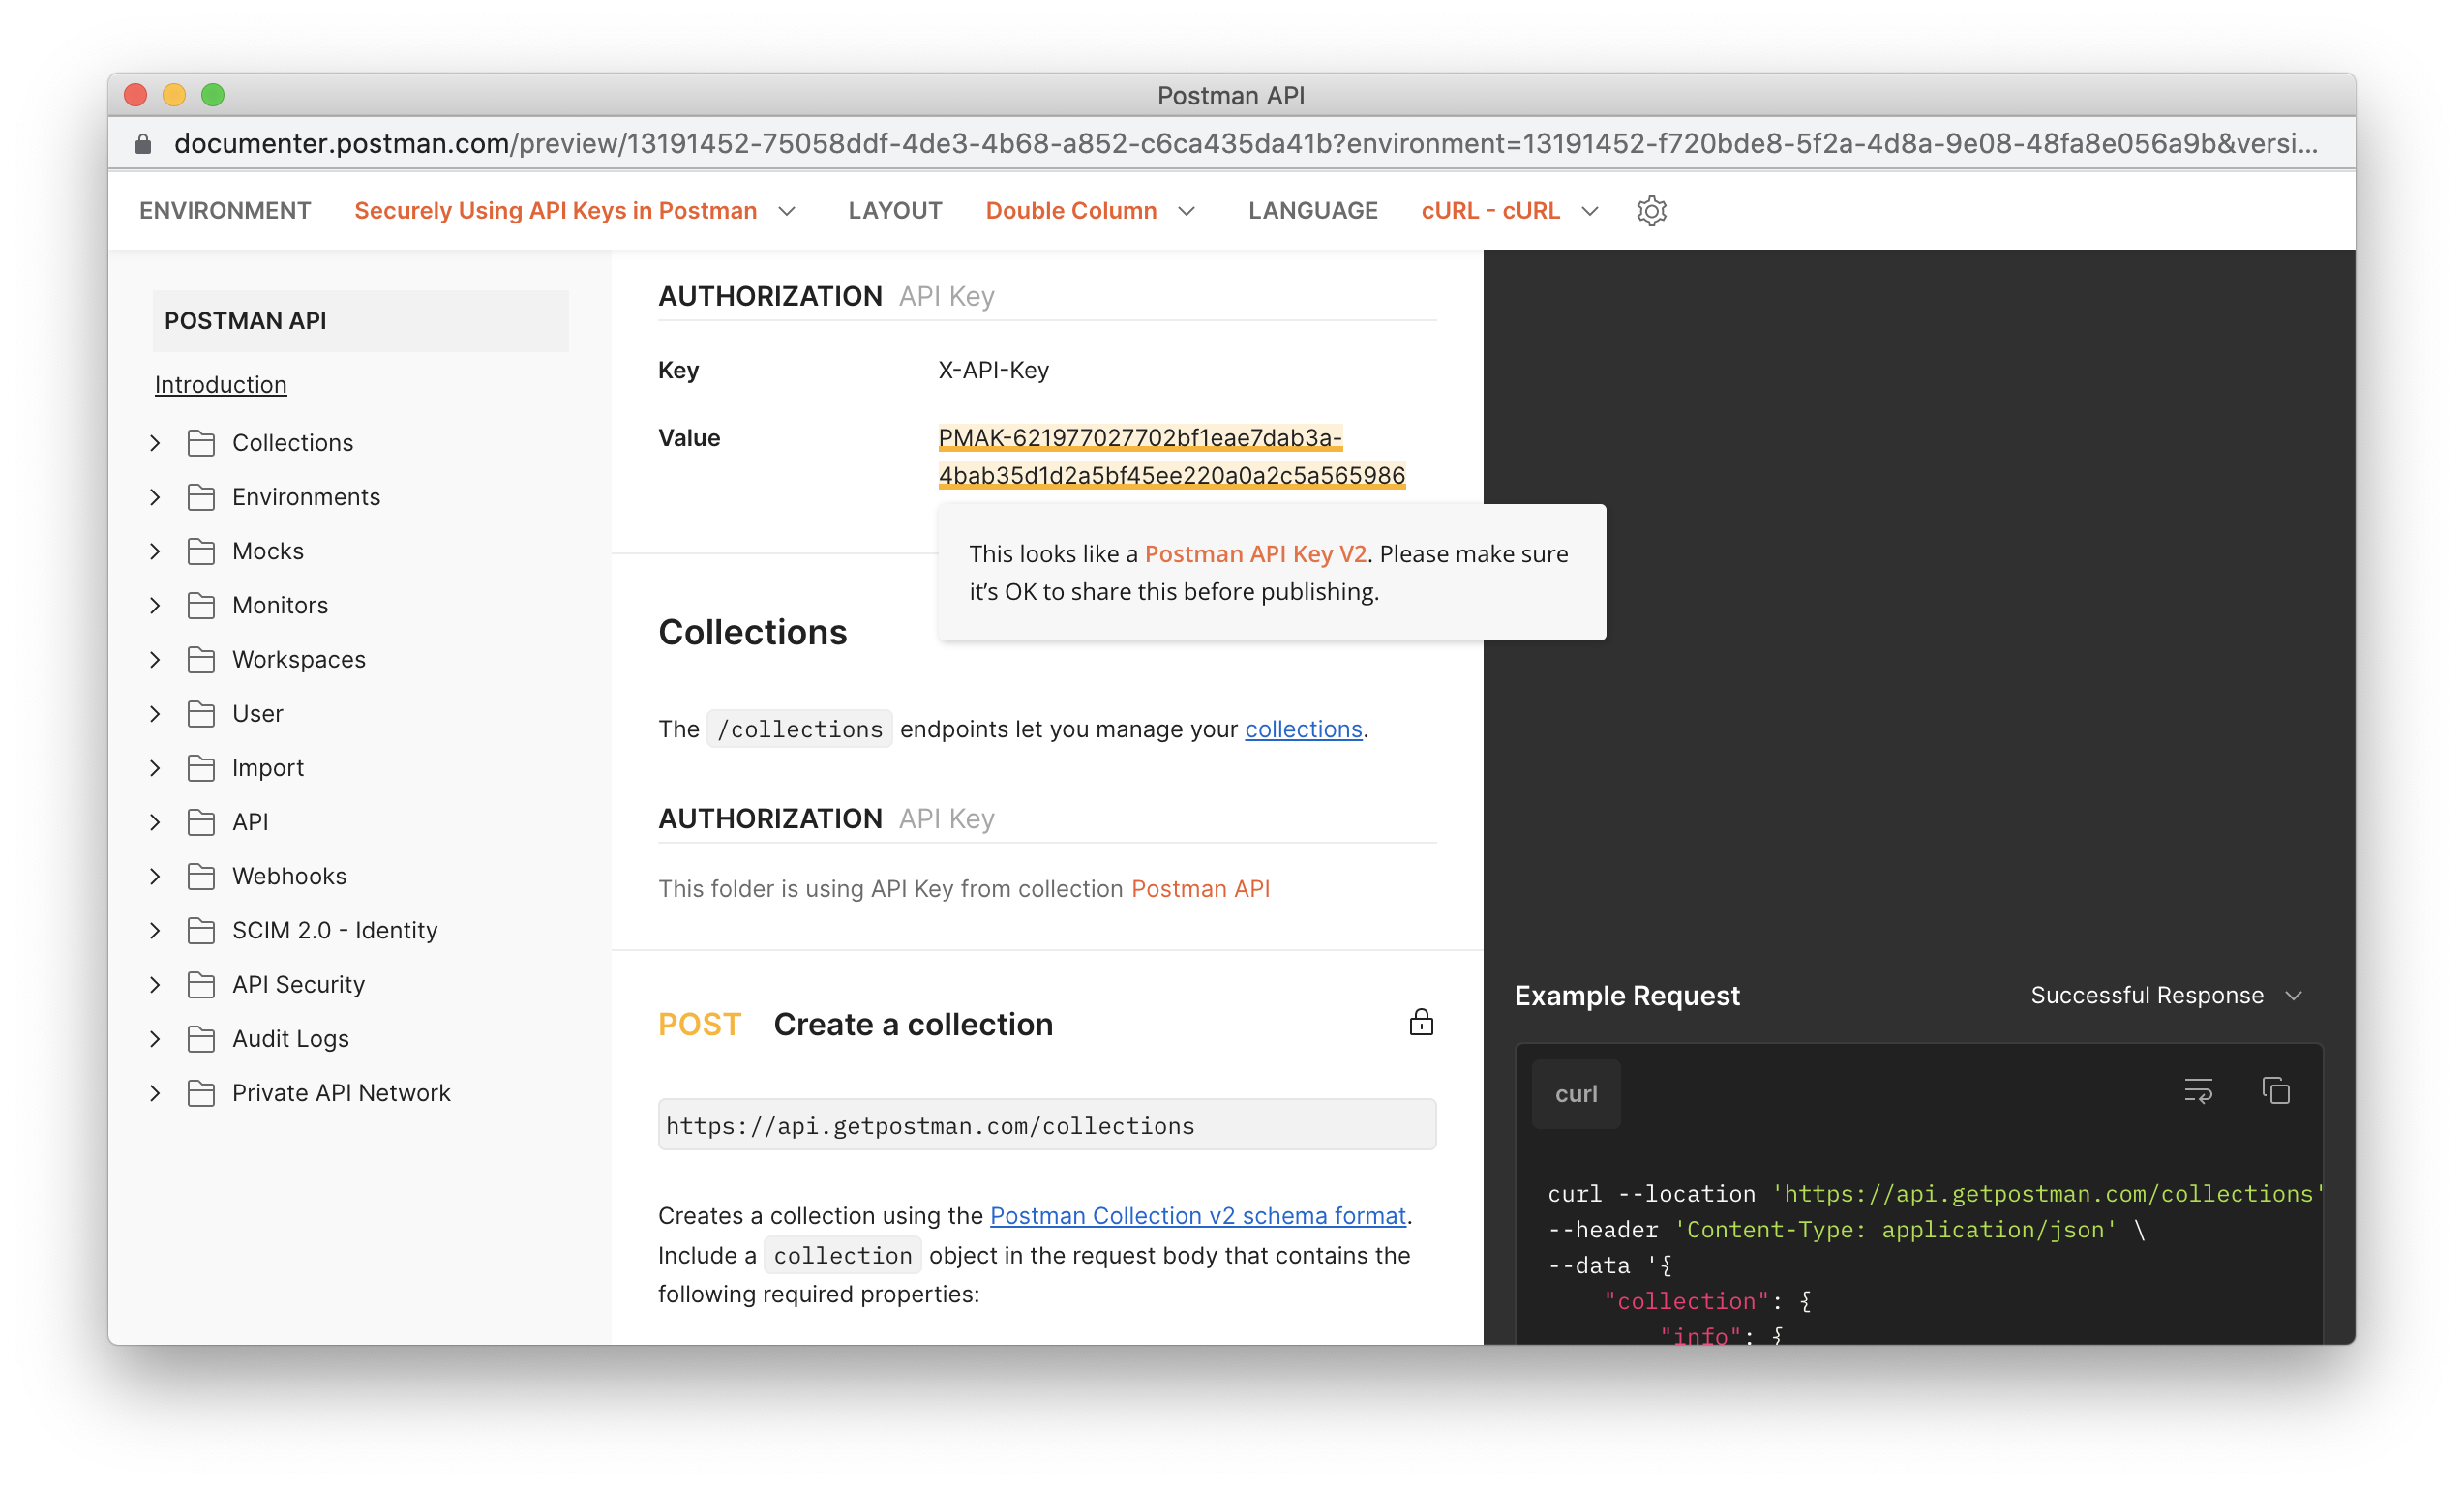 Postman API
documenter.postman.com/preview/13191452-75058ddf-4de3-4b68-a852-c6ca435da41b?environment=13191452-f720bde8-5f2a-4d8a-9e08-48fa8e056a9b&versi...
ENVIRONMENT Securely Using API Keys in Postman LAYOUT Double Column LANGUAGE cURL - cURL
POSTMAN API
Introduction
Collections
Environments
Mocks
Monitors
Workspaces
User
Import
API
Webhooks
SCIM 2.0 - Identity
API Security
Audit Logs
Private API Network
AUTHORIZATION API Key
Key X-API-Key
Value PMAK-621977027702bf1eae7dab3a-
4bab35d1d2a5bf45ee220a0a2c5a565986
This looks like a Postman API Key V2. Please make sure
it’s OK to share this before publishing.
Collections
The /collections endpoints let you manage your collections.
AUTHORIZATION API Key
This folder is using API Key from collection Postman API
POST Create a collection
https://api.getpostman.com/collections
Creates a collection using the Postman Collection v2 schema format.
Include a collection object in the request body that contains the
following required properties:
Example Request Successful Response
curl
curl --location 'https://api.getpostman.com/collections'
--header 'Content-Type: application/json' \
--data '{
"collection": {
"info": {